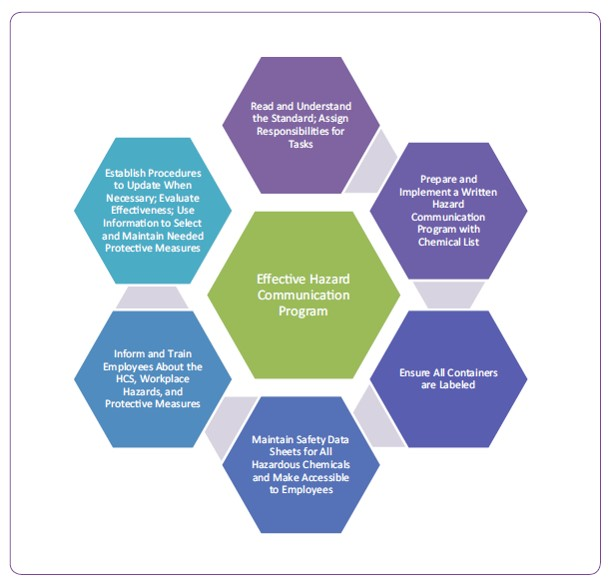 Read and Understand
the Standard; Assign
Responsibilities for
Tasks
Prepare and
Implement a Written
Hazard
Communication
Program with
Chemical List
Ensure All Containers
are Labeled
Maintain Safety Data
Sheets for All
Hazardous Chemicals
and Make Accessible
to Employees
Inform and Train
Employees About the
HCS, Workplace
Hazards, and
Protective Measures
Establish Procedures
to Update When
Necessary; Evaluate
Effectiveness; Use
Information to Select
and Maintain Needed
Protective Measures
Effective Hazard
Communication
Program